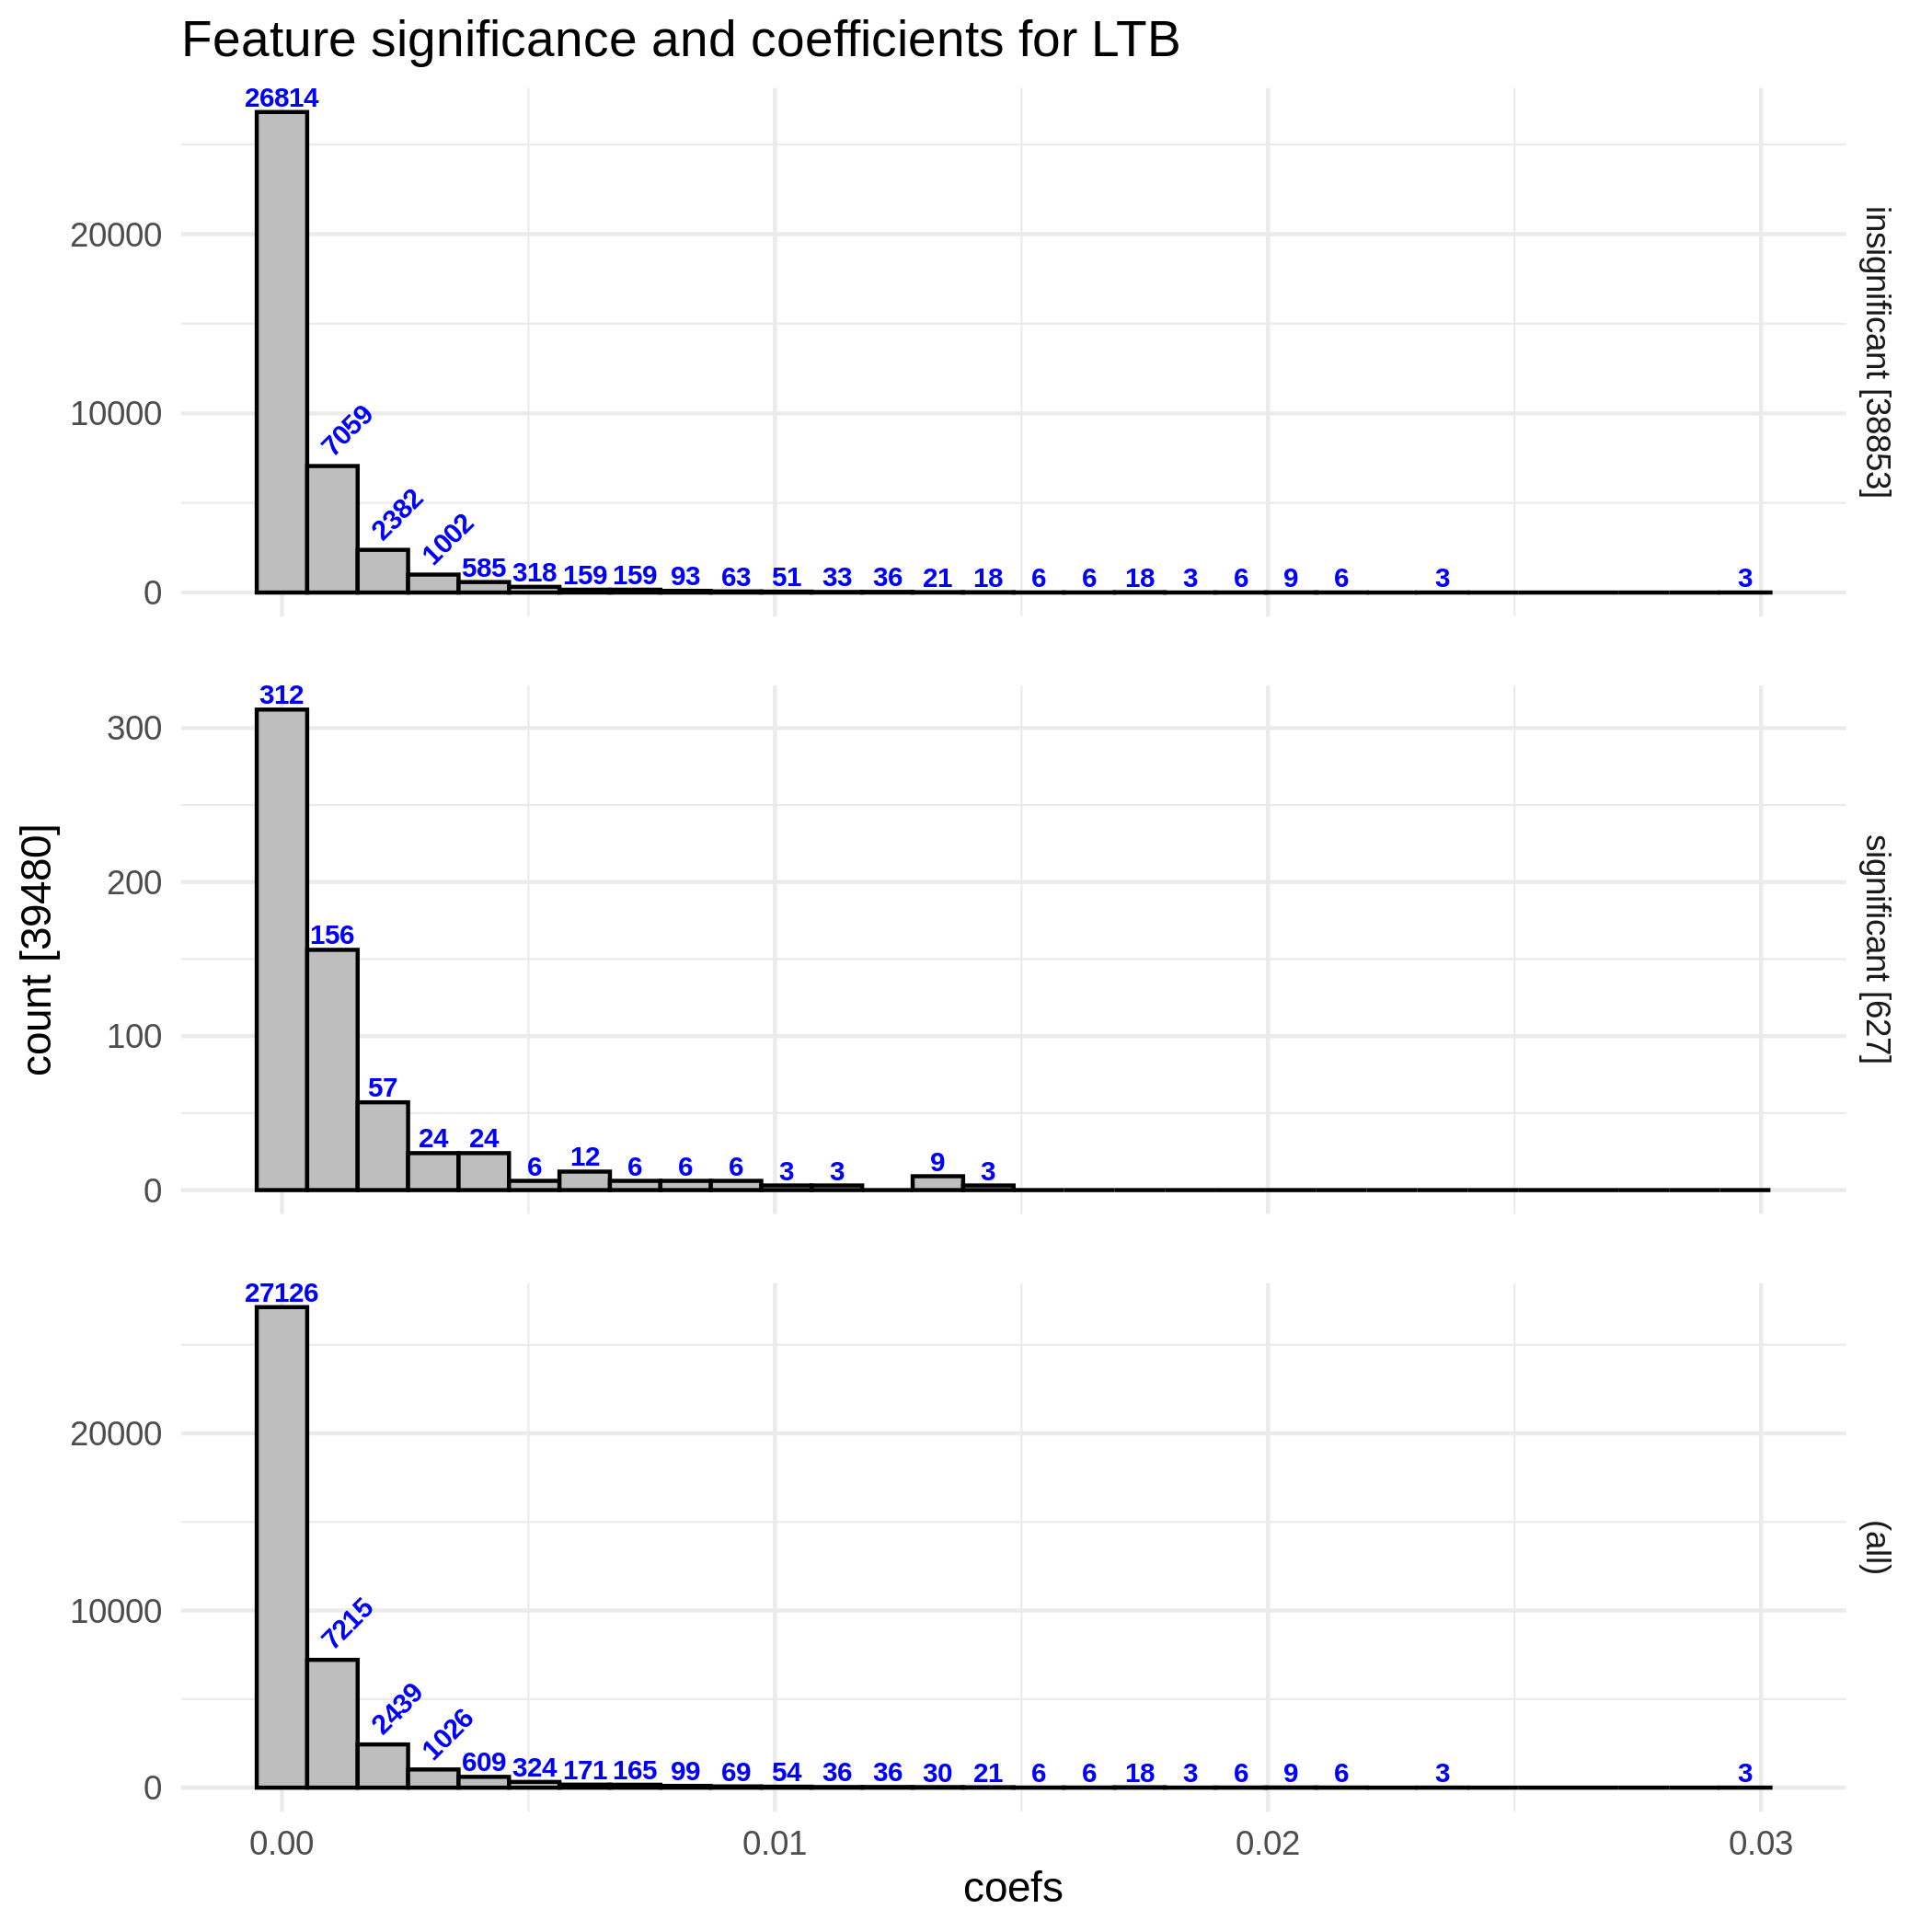 Feature significance and coefficients for LTB
26814
7059
2382
1002
585 318 159 159 93 63 51 33 36 21 18 6 6 18 3 6 9 6 3 3
20000
10000
0
insignificant [38853]
312
156
57
24 24 6 12 6 6 6 3 3 9 3
300
200
100
0
significant [627]
count [39480]
27126
7215
2439
1026
609 324 171 165 99 69 54 36 36 30 21 6 6 18 3 6 9 6 3 3
20000
10000
0
(all)
0.00 0.01 0.02 0.03
coefs